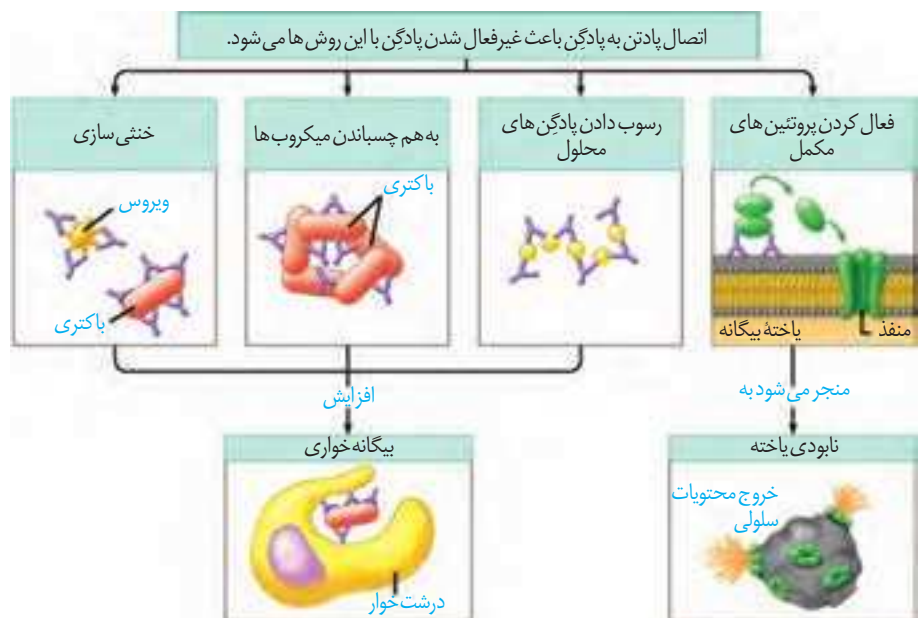 اتصال پادتن به پادگِن باعث غیرفعال شدن پادگِن با این روش ها می شود.
فعال کردن پروتئین های
مکمل
رسوب دادن پادگِن های
محلول
به هم چسباندن میکروب ها
خنثی سازی
منفذ
یاختهٔ بیگانه
باکتری
ویروس
باکتری
منجر می شود به
افزایش
نابودی یاخته
خروج محتویات
سلولی
بیگانه خواری
درشت خوار